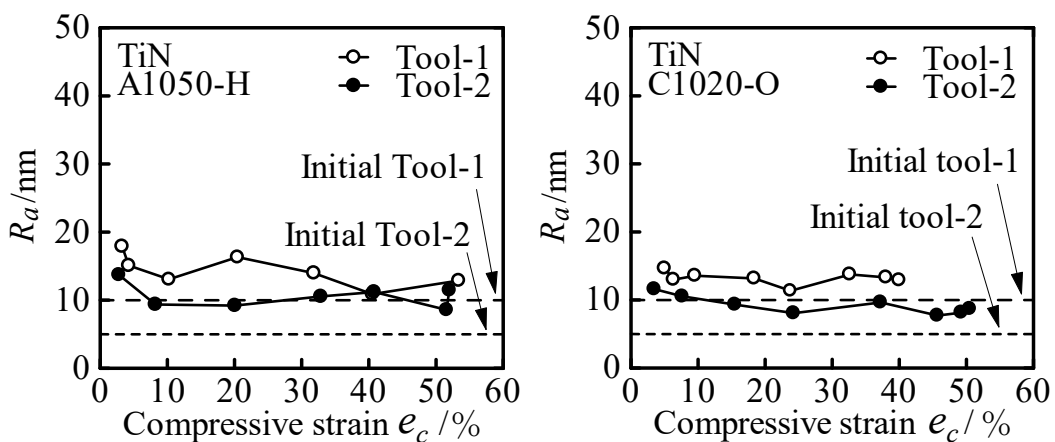 50
40
30
20
10
0
R_a/nm
TiN
A1050-H
Tool-1
Tool-2
Initial Tool-1
Initial Tool-2
0 10 20 30 40 50 60
Compressive strain e_c / %
50
40
30
20
10
0
R_a/nm
TiN
C1020-O
Tool-1
Tool-2
Initial tool-1
Initial tool-2
0 10 20 30 40 50 60
Compressive strain e_c / %